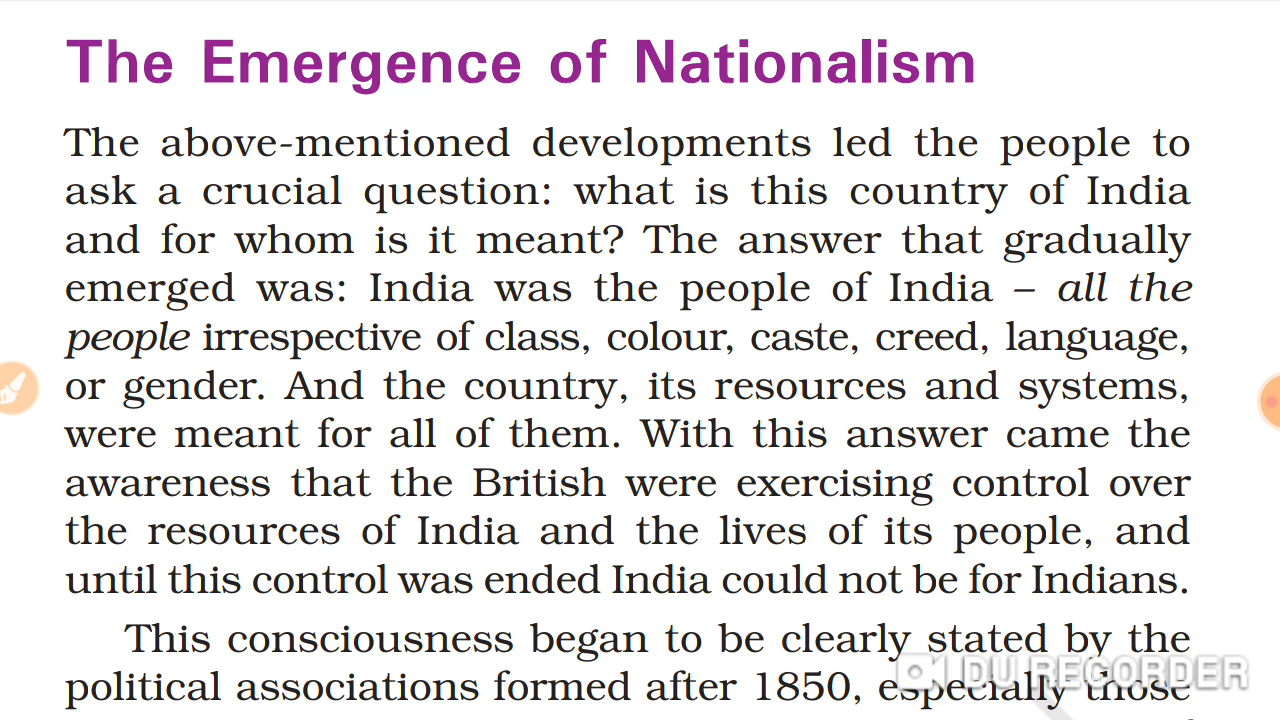 The Emergence of Nationalism
The above-mentioned developments led the people to
ask a crucial question: what is this country of India
and for whom is it meant? The answer that gradually
emerged was: India was the people of India – all the
people irrespective of class, colour, caste, creed, language,
or gender. And the country, its resources and systems,
were meant for all of them. With this answer came the
awareness that the British were exercising control over
the resources of India and the lives of its people, and
until this control was ended India could not be for Indians.
This consciousness began to be clearly stated by the
political associations formed after 1850, especially those
DU RECORDER